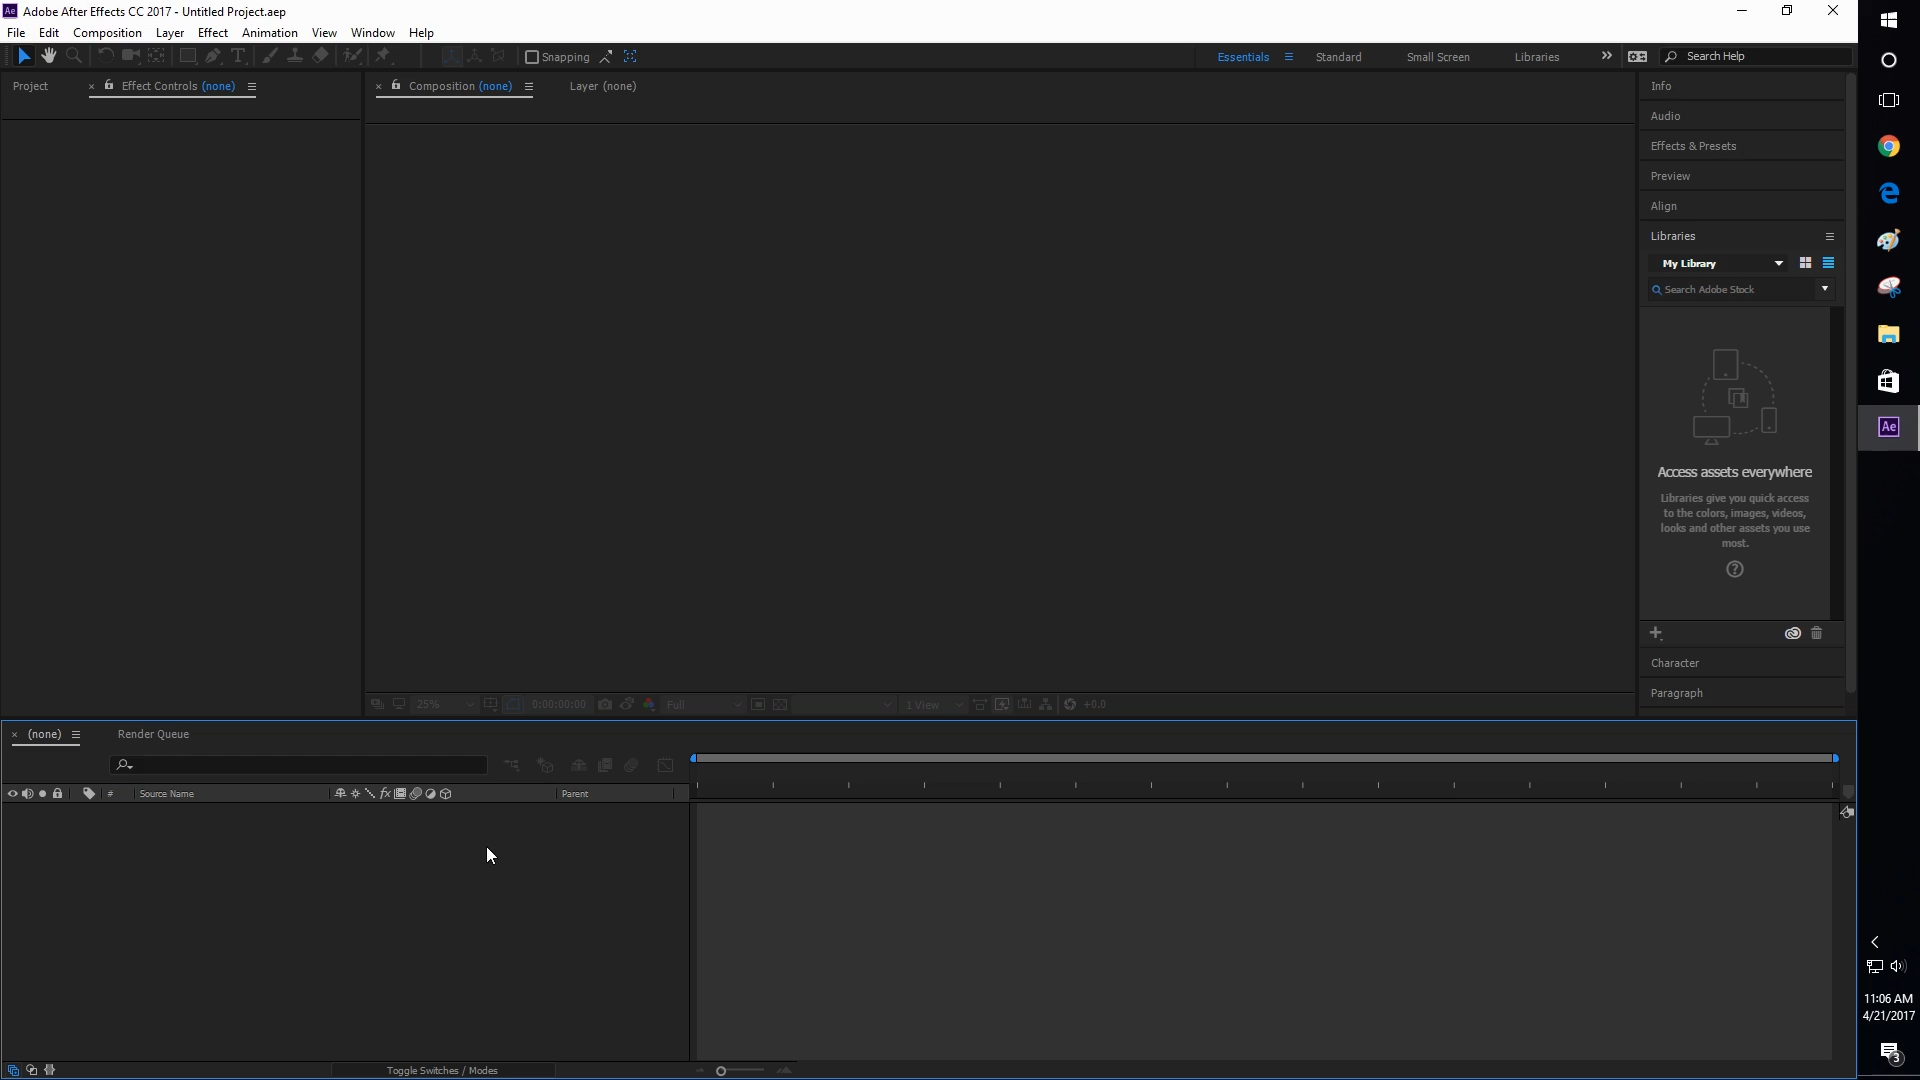 Ae Adobe After Effects CC 2017 - Untitled Project.aep
File Edit Composition Layer Effect Animation View Window Help
Snapping Essentials Standard Small Screen Libraries Search Help
Project Effect Controls (none) Composition (none) Layer (none)
Info
Audio
Effects & Presets
Preview
Align
Libraries
My Library
Search Adobe Stock
Access assets everywhere
Libraries give you quick access
to the colors, images, videos,
looks and other assets you use
most.
Character
Paragraph
25% 0:00:00:00 Full 1 View +0.0
(none) Render Queue
# Source Name fx Parent
Toggle Switches / Modes
Ae
11:06 AM
4/21/2017
3